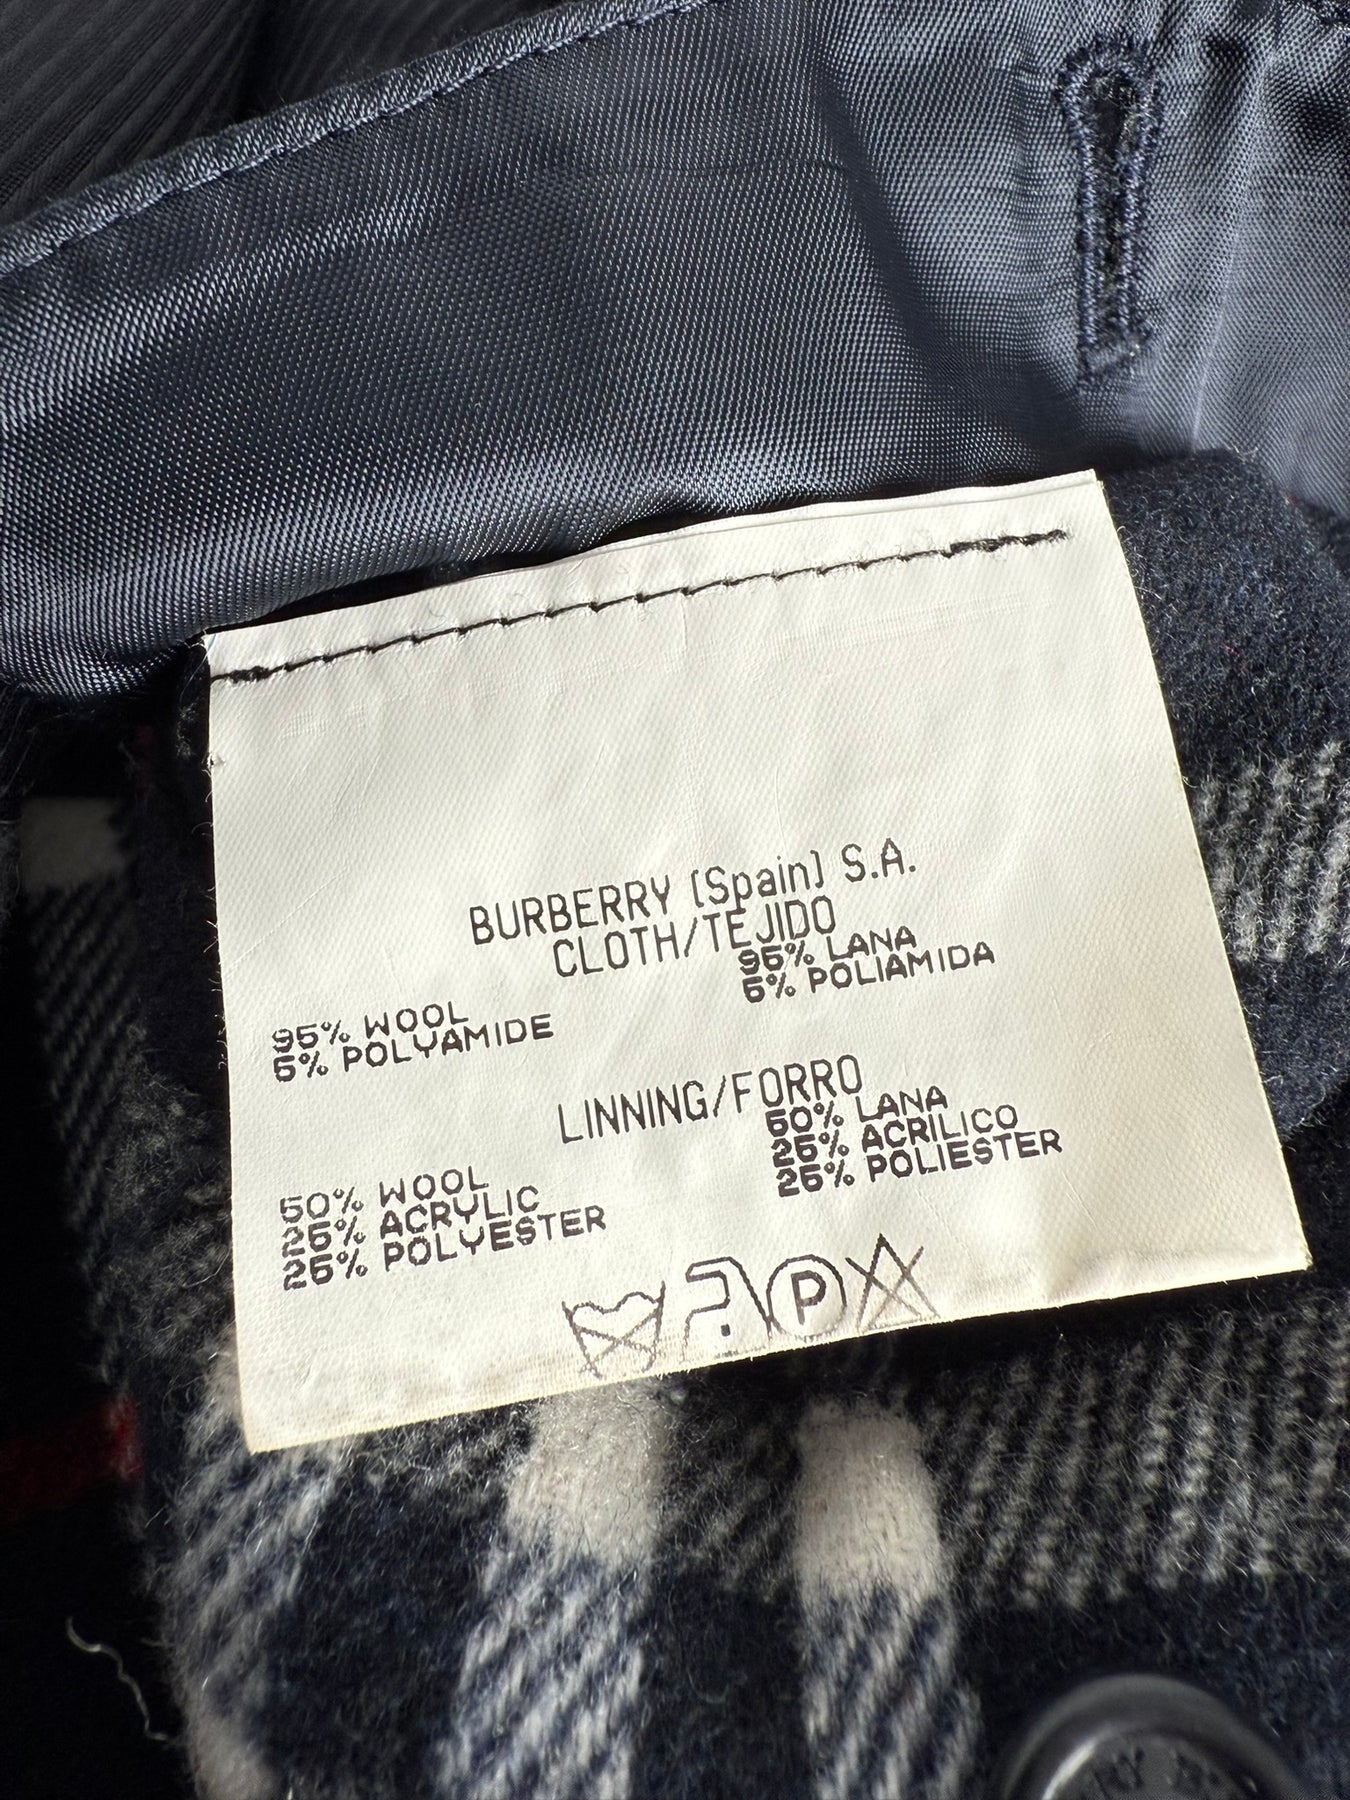 BURBERRY (Spain) S.A.
CLOTH/TEJIDO
95% LANA
5% POLIAMIDA
95% WOOL
5% POLYAMIDE
LINNING/FORRO
50% LANA
25% ACRILICO
25% POLIESTER
50% WOOL
25% ACRYLIC
25% POLYESTER
P